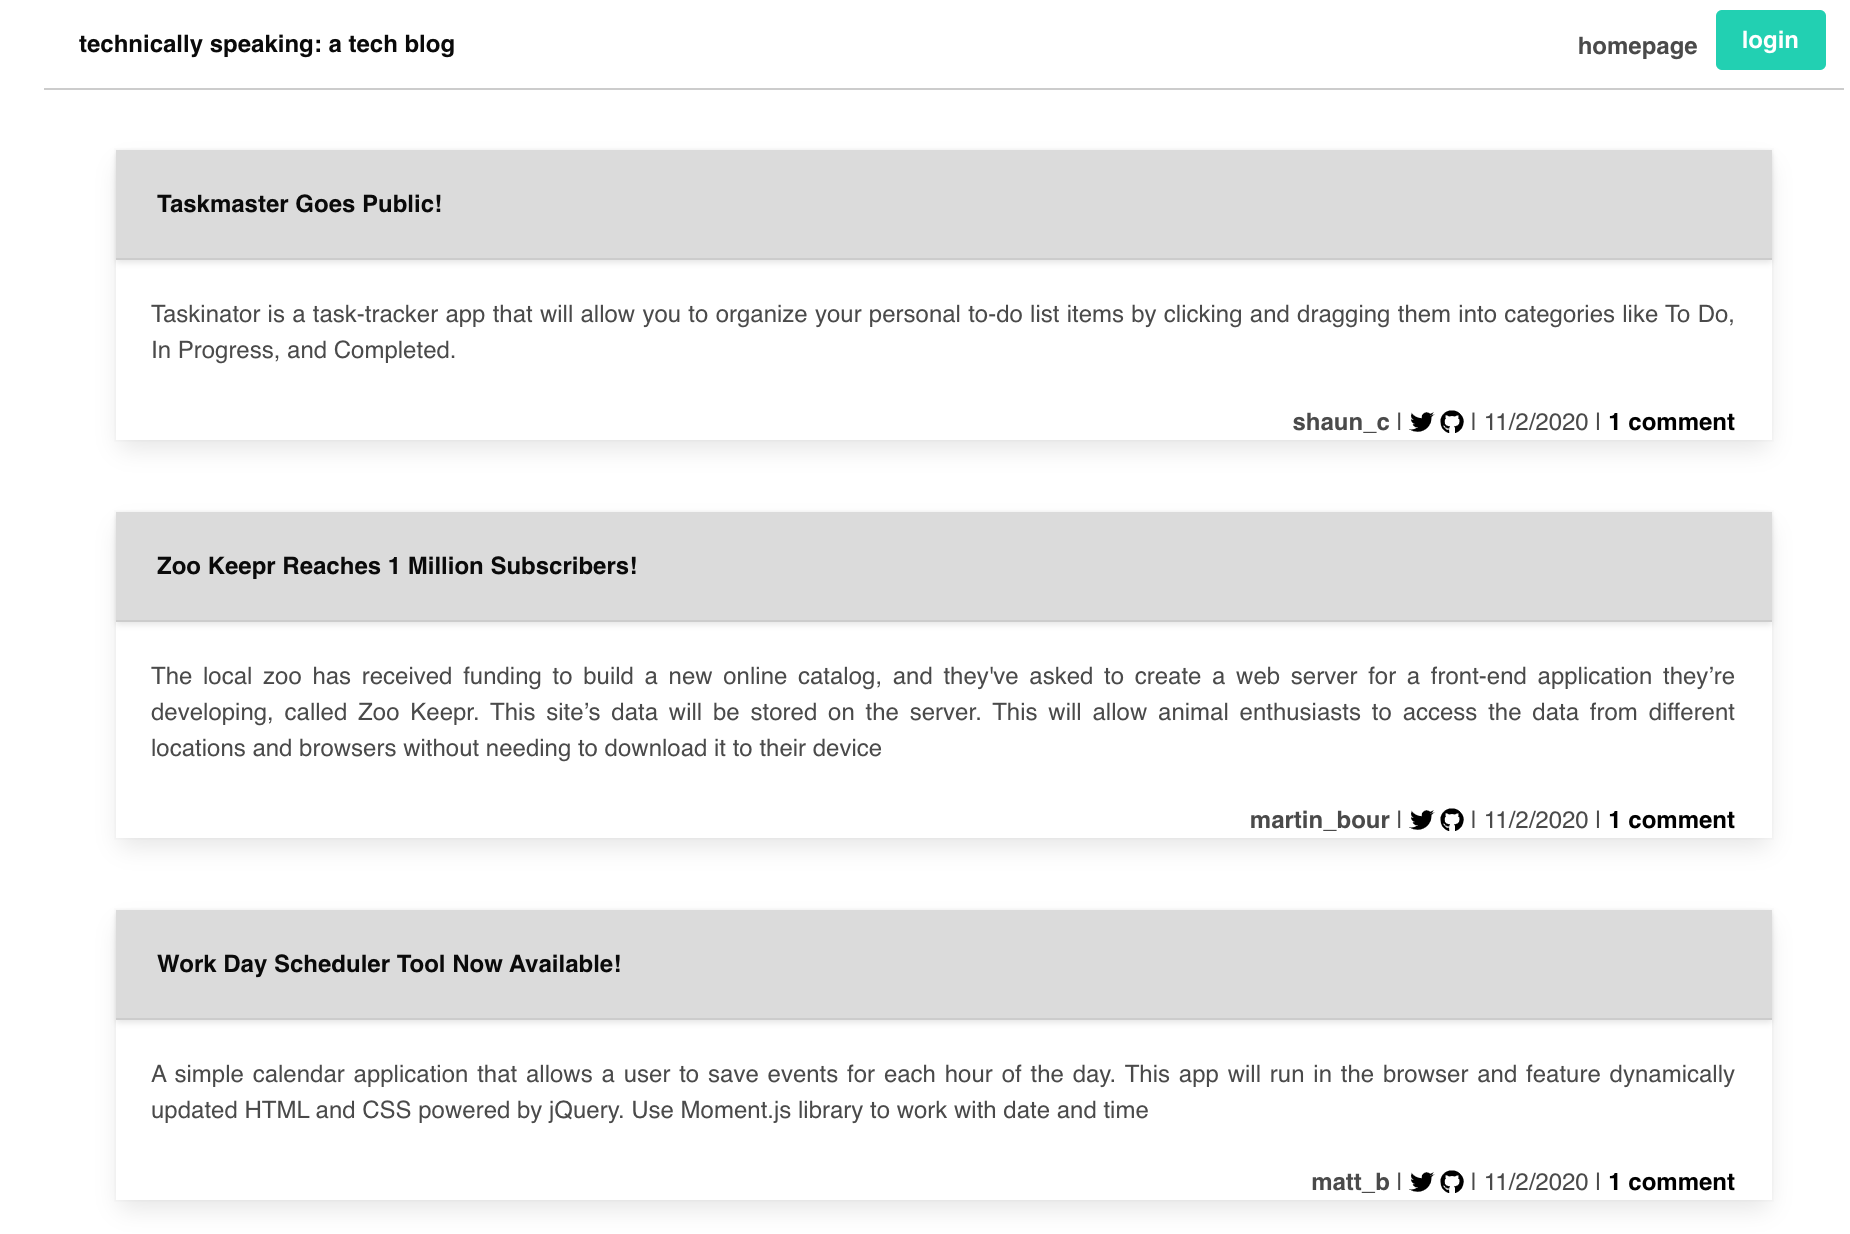 technically speaking: a tech blog
homepage
login
Taskmaster Goes Public!
Taskinator is a task-tracker app that will allow you to organize your personal to-do list items by clicking and dragging them into categories like To Do,
In Progress, and Completed.
shaun_c | | 11/2/2020 | 1 comment
Zoo Keepr Reaches 1 Million Subscribers!
The local zoo has received funding to build a new online catalog, and they've asked to create a web server for a front-end application they’re
developing, called Zoo Keepr. This site’s data will be stored on the server. This will allow animal enthusiasts to access the data from different
locations and browsers without needing to download it to their device
martin_bour | | 11/2/2020 | 1 comment
Work Day Scheduler Tool Now Available!
A simple calendar application that allows a user to save events for each hour of the day. This app will run in the browser and feature dynamically
updated HTML and CSS powered by jQuery. Use Moment.js library to work with date and time
matt_b | | 11/2/2020 | 1 comment